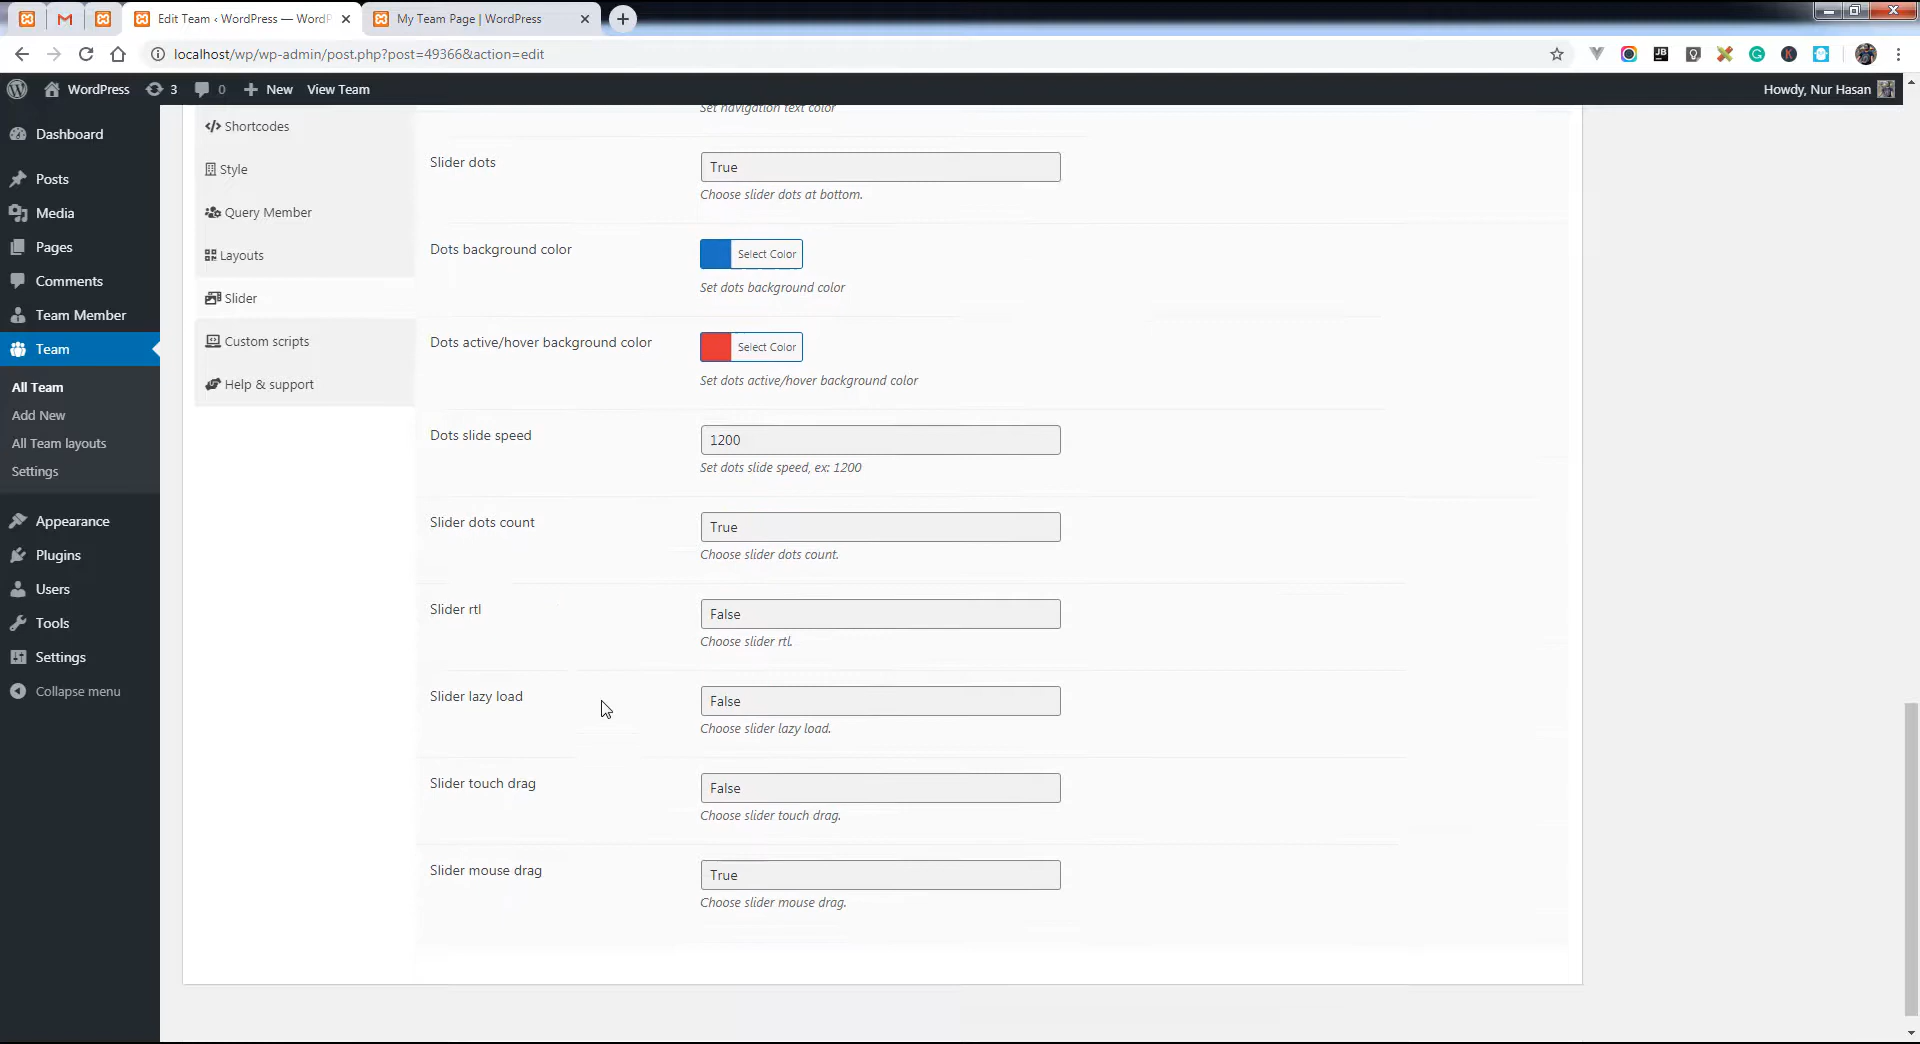 Edit Team ‹ WordPress — WordP
My Team Page | WordPress
localhost/wp/wp-admin/post.php?post=49366&action=edit
WordPress
3
0
New
View Team
Howdy, Nur Hasan
Dashboard
Posts
Media
Pages
Comments
Team Member
Team
All Team
Add New
All Team layouts
Settings
Appearance
Plugins
Users
Tools
Settings
Collapse menu
Shortcodes
Style
Query Member
Layouts
Slider
Custom scripts
Help & support
Set navigation text color
Slider dots
True
Choose slider dots at bottom.
Dots background color
Select Color
Set dots background color
Dots active/hover background color
Select Color
Set dots active/hover background color
Dots slide speed
1200
Set dots slide speed, ex: 1200
Slider dots count
True
Choose slider dots count.
Slider rtl
False
Choose slider rtl.
Slider lazy load
False
Choose slider lazy load.
Slider touch drag
False
Choose slider touch drag.
Slider mouse drag
True
Choose slider mouse drag.